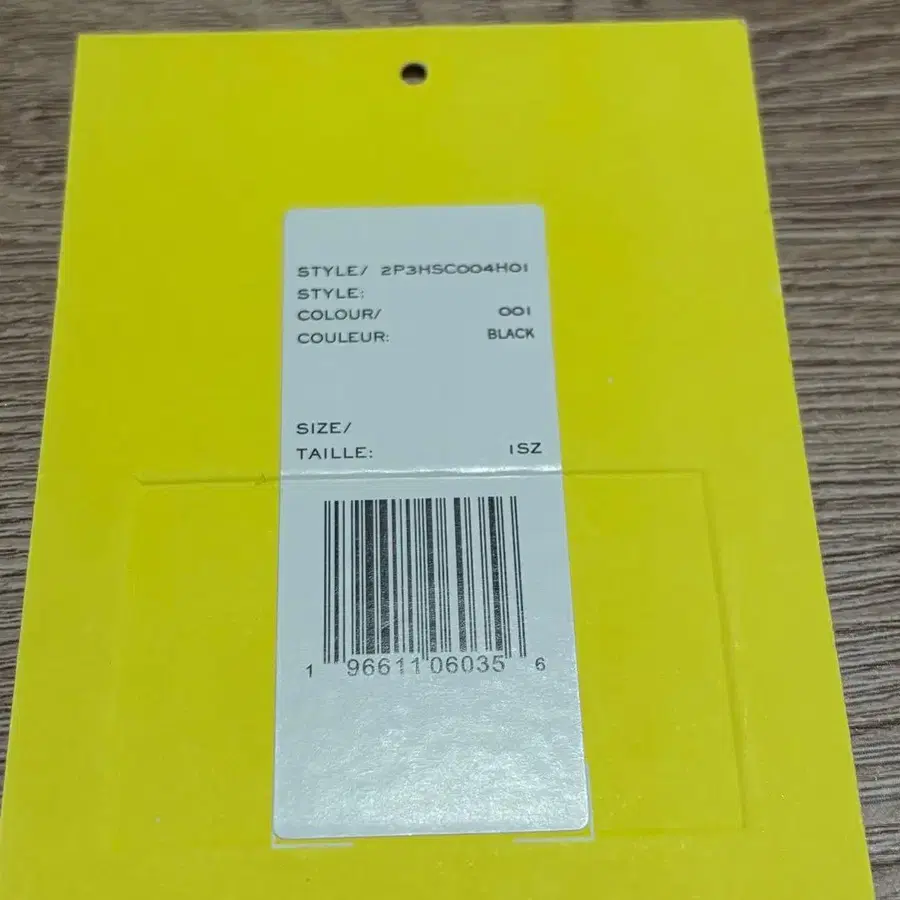 STYLE/ 2P3HSC004H01
STYLE:
COLOUR/ 001
COULEUR: BLACK
SIZE/
TAILLE: 1SZ
1 96611 06035 6